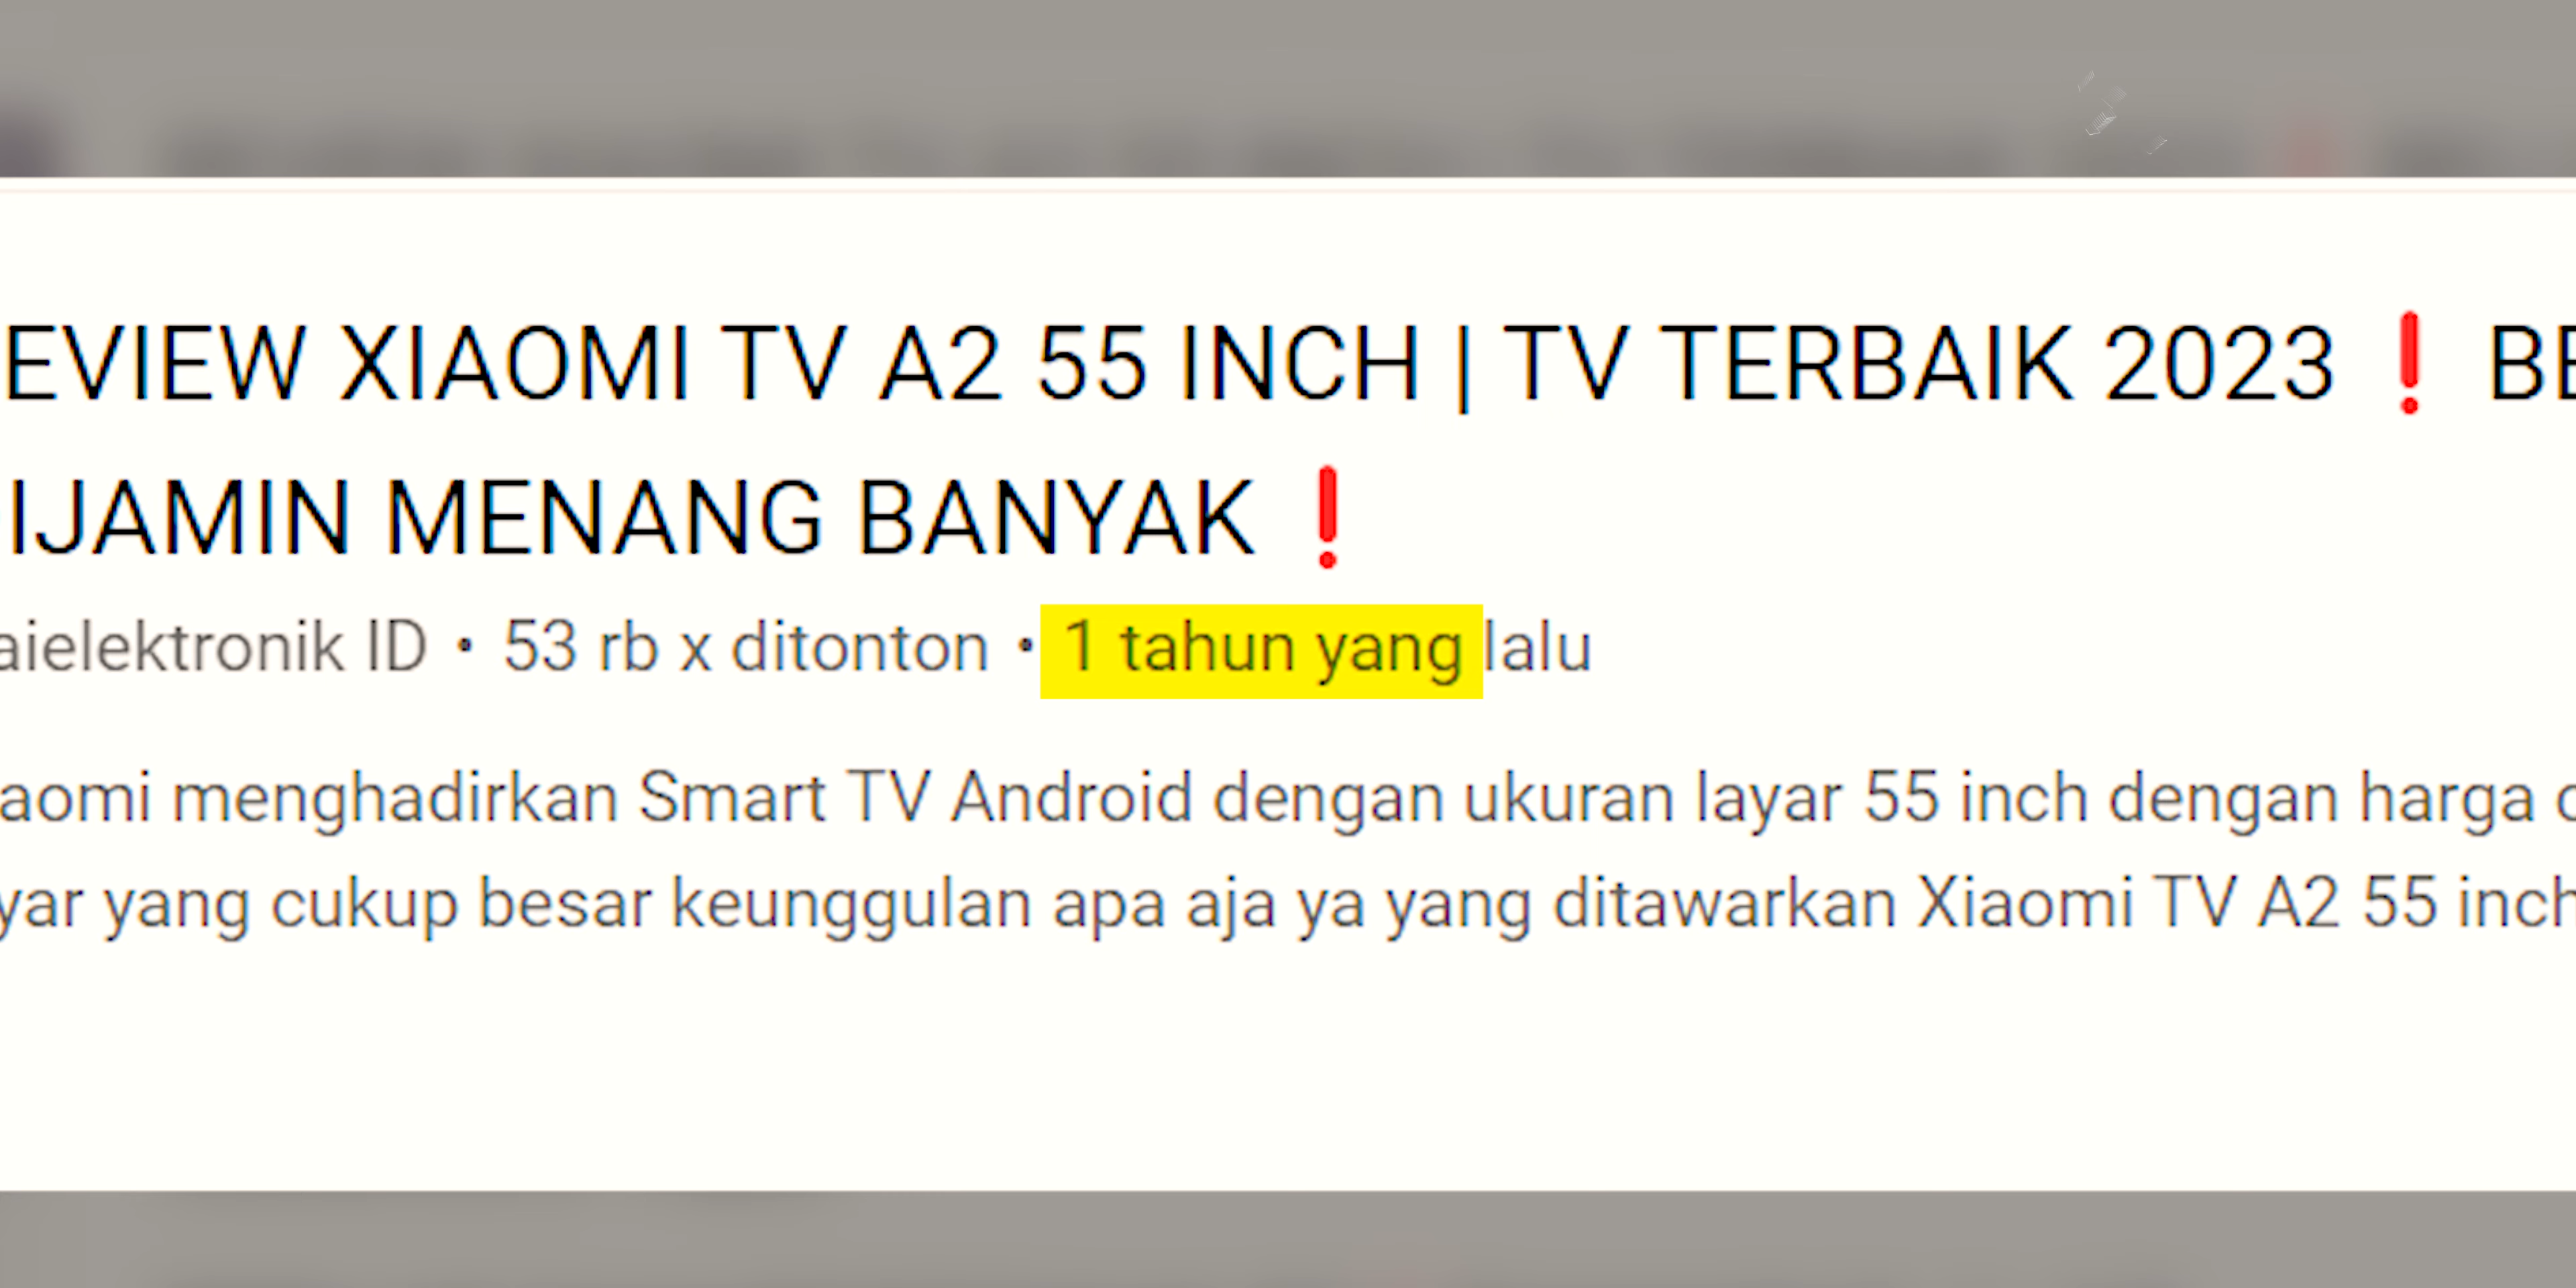 EVIEW XIAOMI TV A2 55 INCH | TV TERBAIK 2023❗ BE
IJAMIN MENANG BANYAK❗
aielektronik ID • 53 rb x ditonton • 1 tahun yang lalu
aomi menghadirkan Smart TV Android dengan ukuran layar 55 inch dengan harga
yar yang cukup besar keunggulan apa aja ya yang ditawarkan Xiaomi TV A2 55 inch